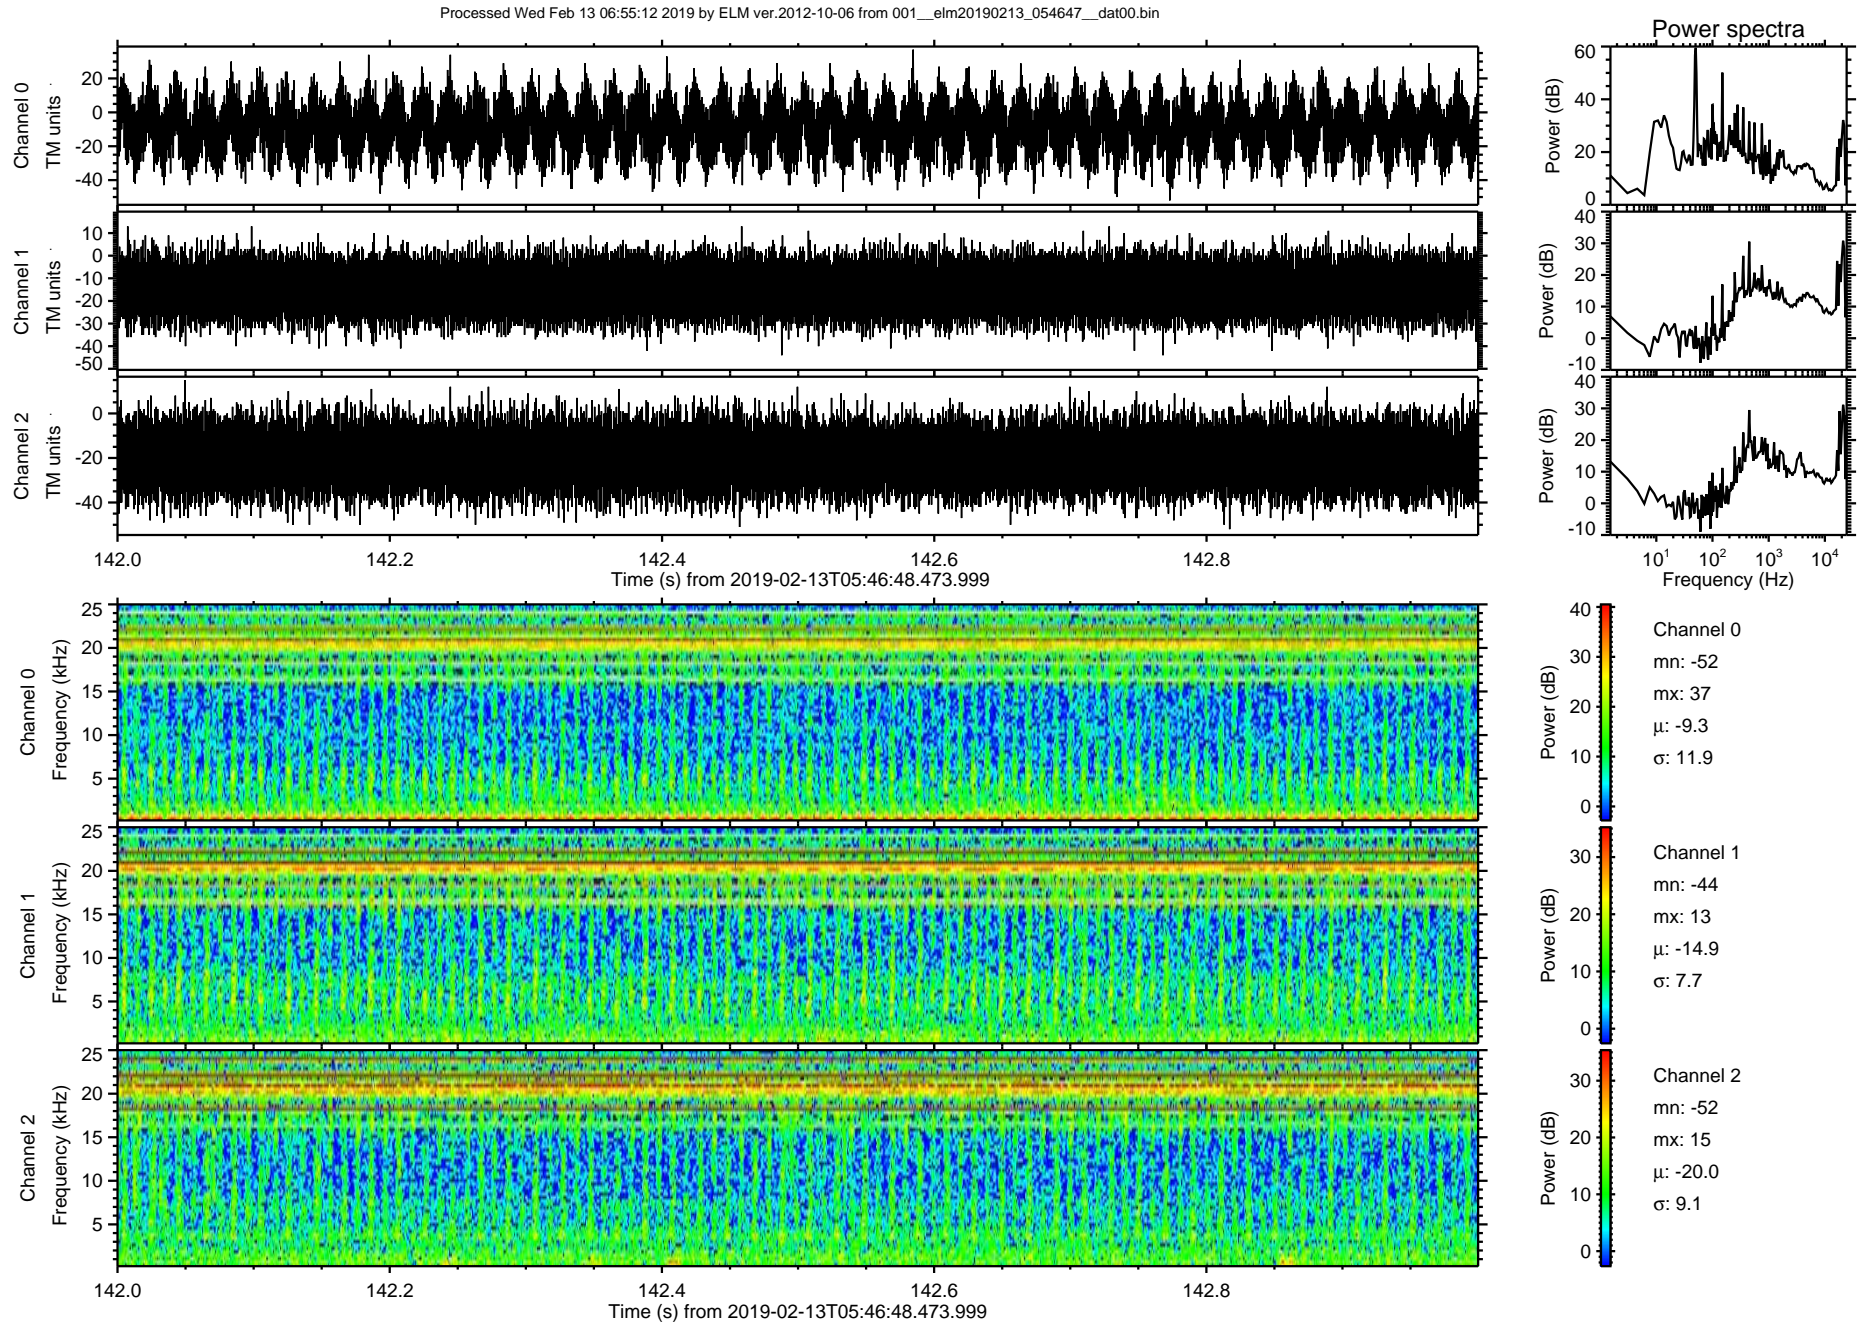 Processed Wed Feb 13 06:55:12 2019 by ELM ver.2012-10-06 from 001__elm20190213_054647__dat00.bin
Power spectra
Channel 0
TM units
20
0
-20
-40
Power (dB)
60
40
20
0
Channel 1
TM units
10
0
-10
-20
-30
-40
-50
Power (dB)
40
30
20
10
0
-10
Channel 2
TM units
0
-20
-40
Power (dB)
40
30
20
10
0
-10
142.0 142.2 142.4 142.6 142.8
Time (s) from 2019-02-13T05:46:48.473.999
10¹ 10² 10³ 10⁴
Frequency (Hz)
Channel 0
Frequency (kHz)
25
20
15
10
5
Power (dB)
40
30
20
10
0
Channel 0
mn: -52
mx: 37
µ: -9.3
σ: 11.9
Channel 1
Frequency (kHz)
25
20
15
10
5
Power (dB)
30
20
10
0
Channel 1
mn: -44
mx: 13
µ: -14.9
σ: 7.7
Channel 2
Frequency (kHz)
25
20
15
10
5
Power (dB)
30
20
10
0
Channel 2
mn: -52
mx: 15
µ: -20.0
σ: 9.1
142.0 142.2 142.4 142.6 142.8
Time (s) from 2019-02-13T05:46:48.473.999